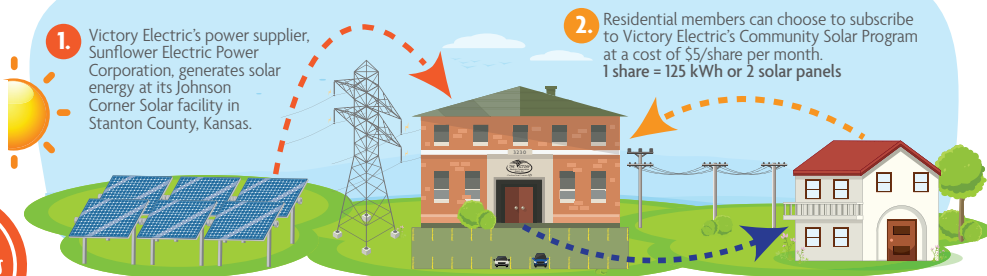 1.
Victory Electric's power supplier,
Sunflower Electric Power
Corporation, generates solar
energy at its Johnson
Corner Solar facility in
Stanton County, Kansas.
2.
Residential members can choose to subscribe
to Victory Electric's Community Solar Program
at a cost of $5/share per month.
1 share = 125 kWh or 2 solar panels